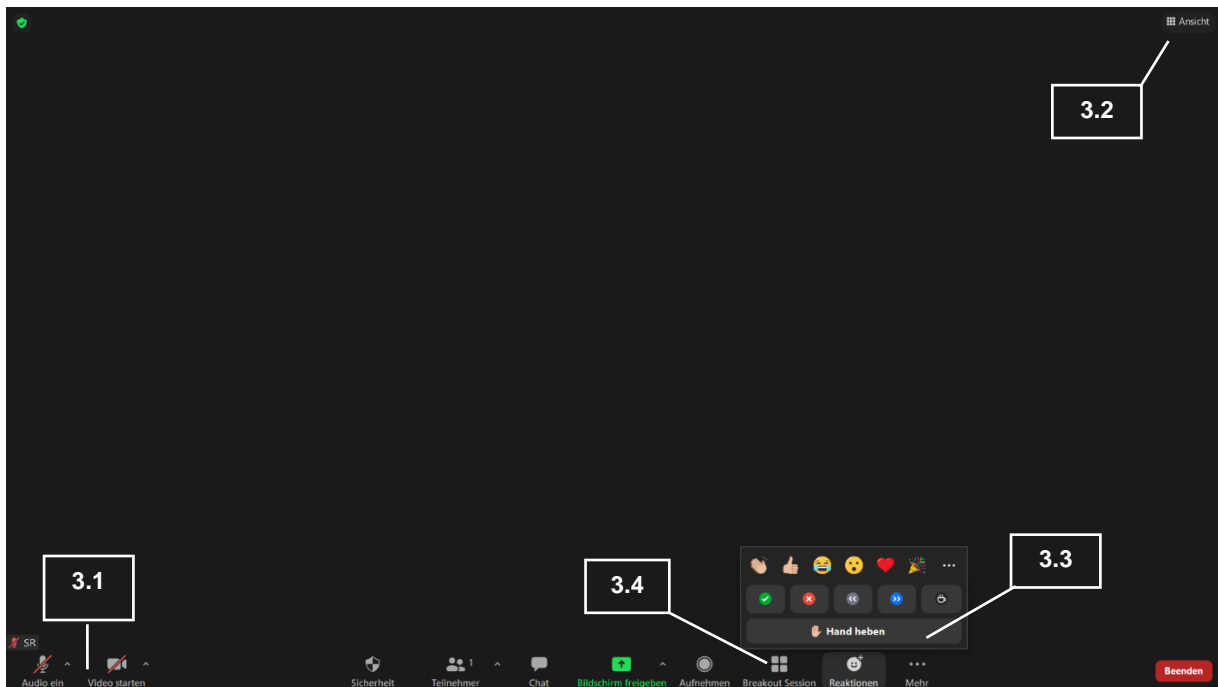 Ansicht
3.2
3.3
3.1
3.4
Hand heben
SR
1
Audio ein Video starten Sicherheit Teilnehmer Chat Bildschirm freigeben Aufnehmen Breakout Session Reaktionen Mehr Beenden